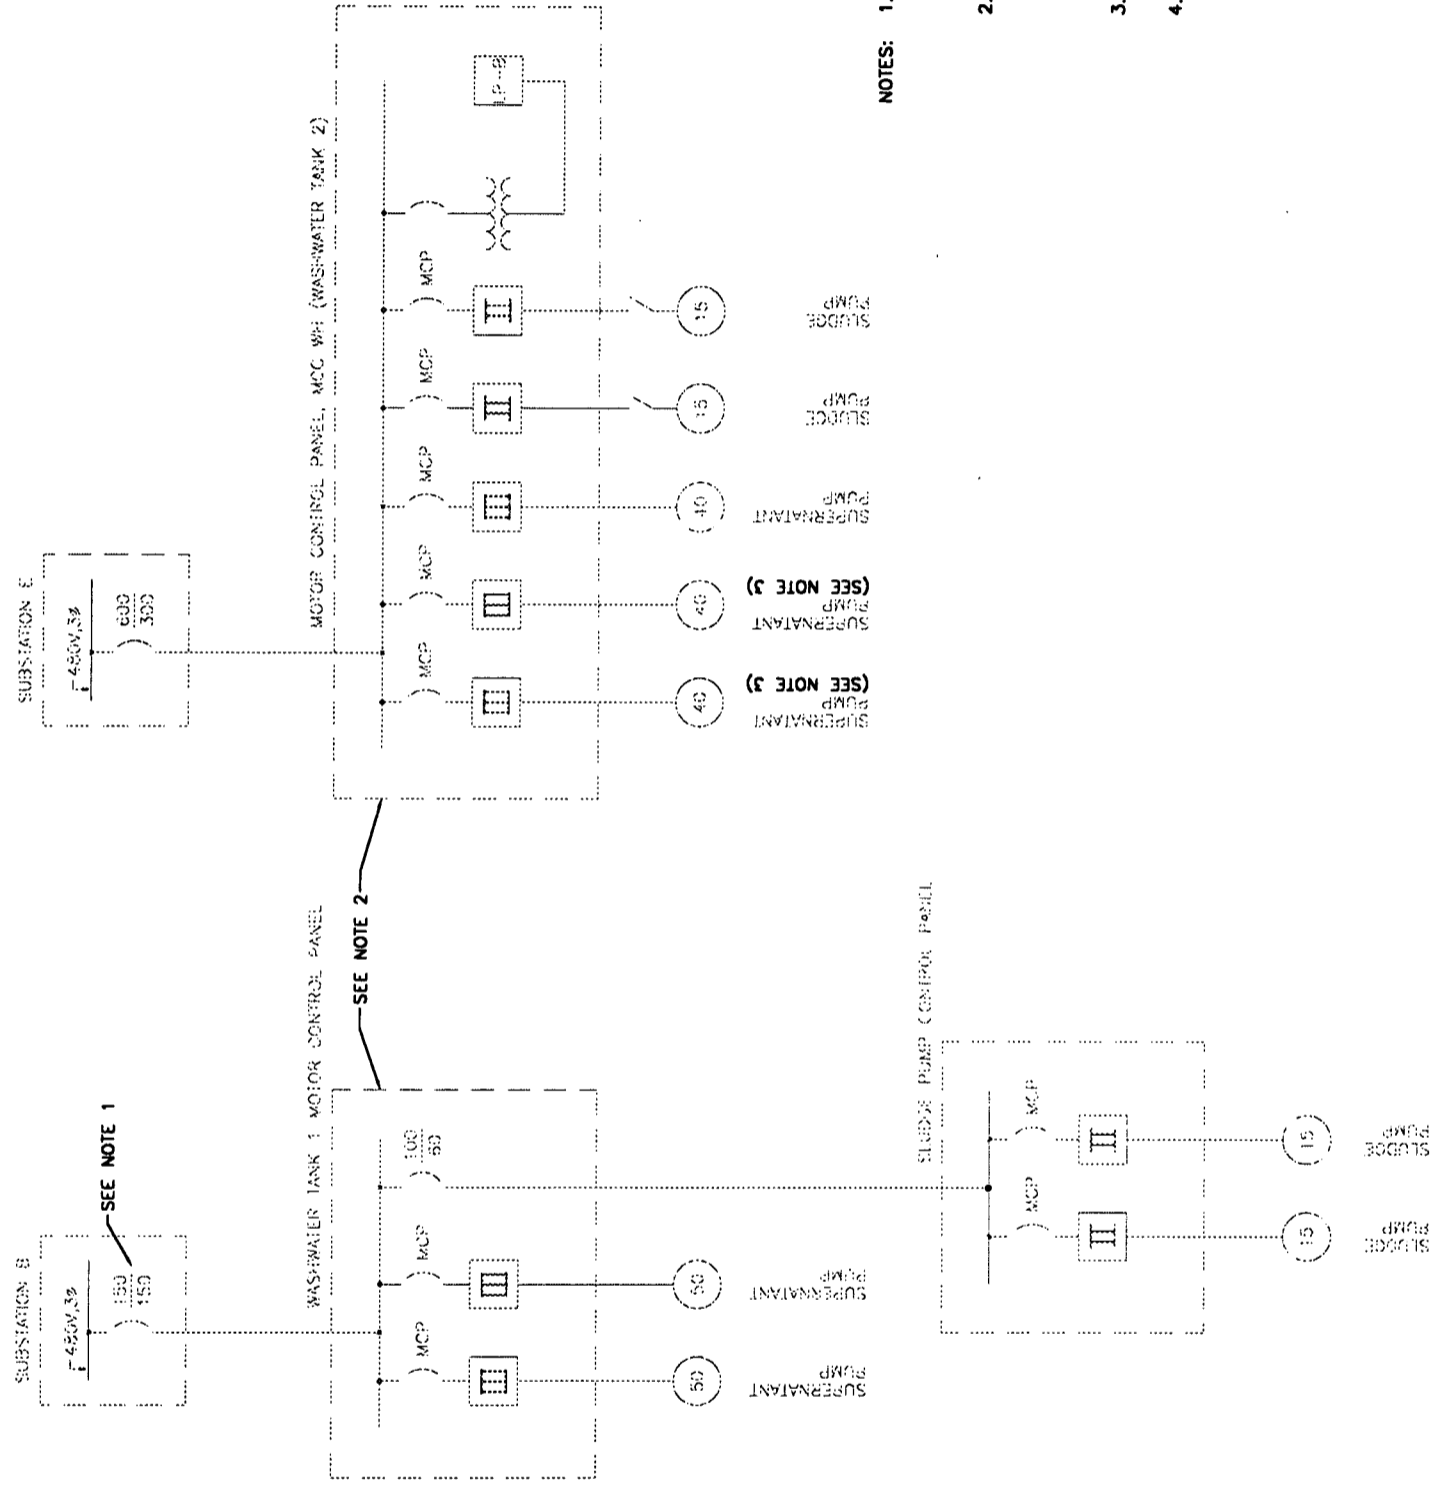 SUBSTATION B
480V,3ø
150
150
SEE NOTE 1
WASHWATER TANK 1 MOTOR CONTROL PANEL
MCP
MCP
100
60
50
50
SUPERNATANT
PUMP
SUPERNATANT
PUMP
SEE NOTE 2
SLUDGE PUMP CONTROL PANEL
MCP
MCP
15
15
SLUDGE
PUMP
SLUDGE
PUMP
SUBSTATION E
480V,3ø
600
300
MOTOR CONTROL PANEL, MCC WH (WASHWATER TANK 2)
MCP
MCP
MCP
MCP
MCP
LP-B
40
40
40
15
15
SUPERNATANT
PUMP
(SEE NOTE 3)
SUPERNATANT
PUMP
(SEE NOTE 3)
SUPERNATANT
PUMP
SLUDGE
PUMP
SLUDGE
PUMP
NOTES: 1.
2.
3.
4.